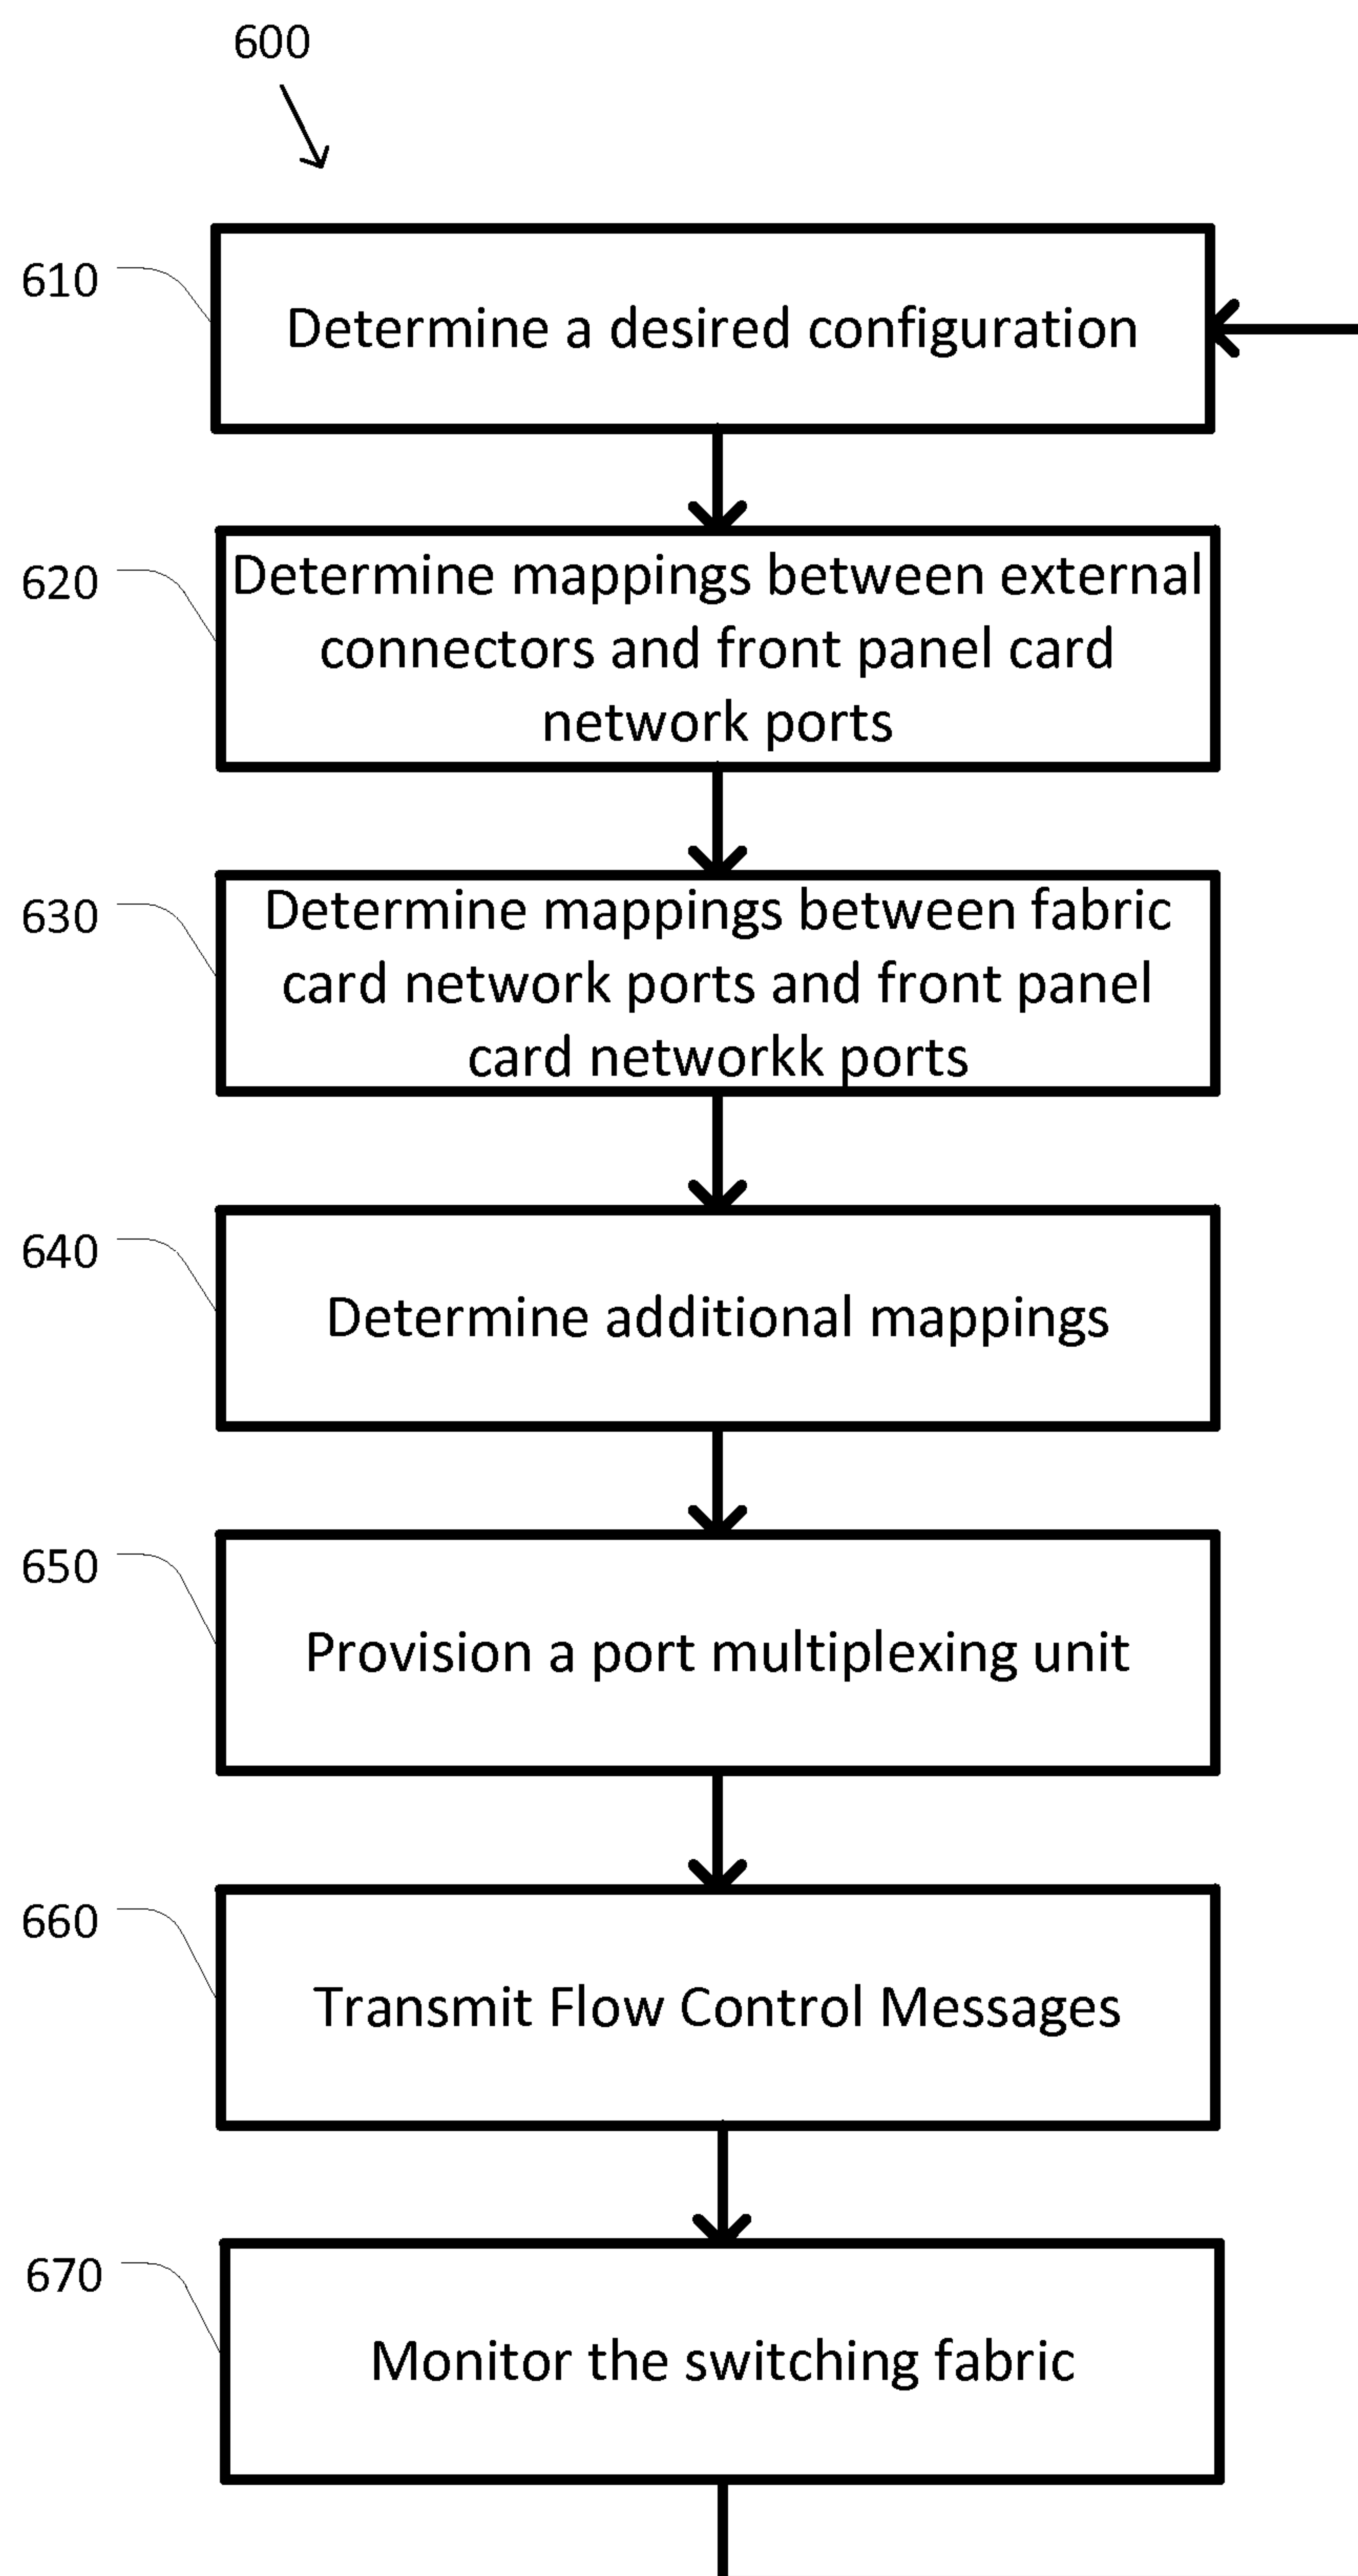 600
610
Determine a desired configuration
620
Determine mappings between external
connectors and front panel card
network ports
630
Determine mappings between fabric
card network ports and front panel
card networkk ports
640
Determine additional mappings
650
Provision a port multiplexing unit
660
Transmit Flow Control Messages
670
Monitor the switching fabric